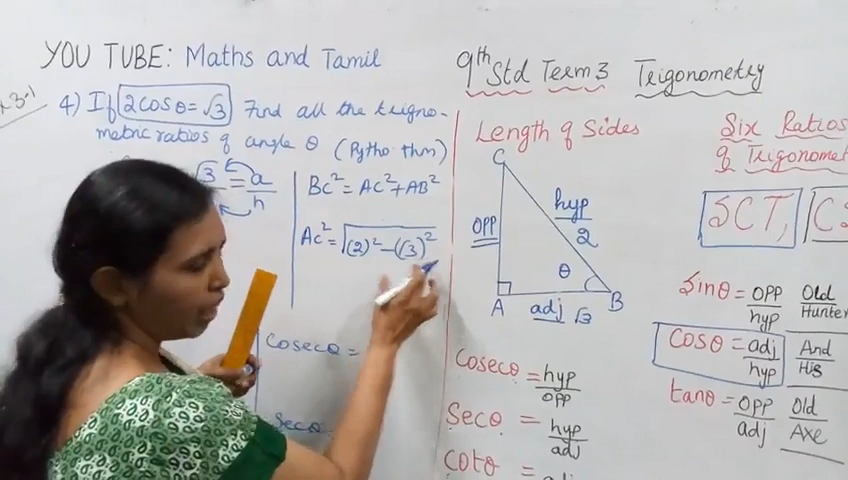 YOU TUBE: Maths and Tamil
9th Std Term 3 Trigonometry
4) If 2cosθ=√3 Find all the trigno-
metric ratios of angle θ (Pytho thm)
√3 = a
h
BC² = AC²+AB²
AC² = √(2)²-(3)²
Cosecθ =
Secθ
Length of Sides
C
opp
hyp
2
θ
A
adj √3
B
Cosecθ = hyp/opp
Secθ = hyp/adj
Cotθ = adj
Six Ratios
of Trigonomet
SCT,
CS
Sinθ = opp/hyp Old/Hunter
Cosθ = adj/hyp And/His
tanθ = opp/adj Old/Axe